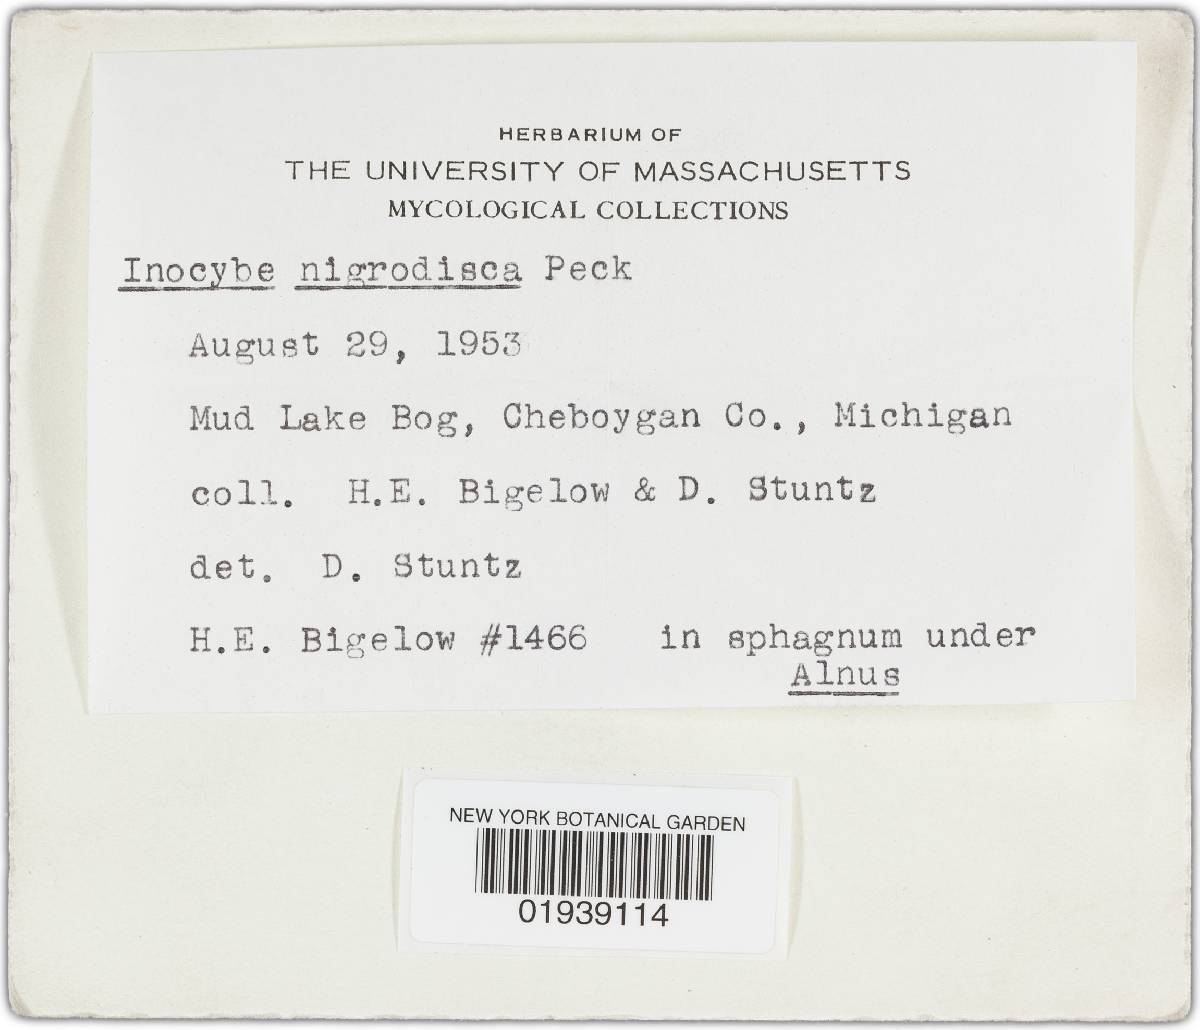 HERBARIUM OF
THE UNIVERSITY OF MASSACHUSETTS
MYCOLOGICAL COLLECTIONS
Inocybe nigrodisca Peck
August 29, 1953
Mud Lake Bog, Cheboygan Co., Michigan
coll. H.E. Bigelow & D. Stuntz
det. D. Stuntz
H.E. Bigelow #1466 in sphagnum under
Alnus
NEW YORK BOTANICAL GARDEN
01939114